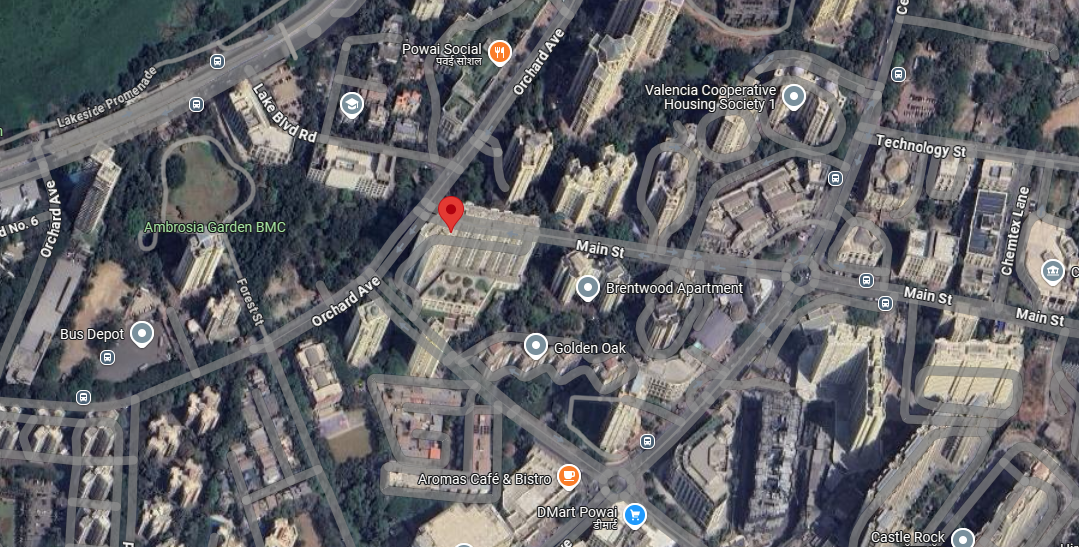 Powai Social
पवई सोशल
Orchard Ave
Valencia Cooperative
Housing Society 1
Lakeside Promenade
Lake Blvd Rd
Technology St
Orchard Ave
Ambrosia Garden BMC
Chemtex Lane
Main St
Brentwood Apartment
Forest St
Orchard Ave
Main St
Main St
Bus Depot
Golden Oak
Aromas Café & Bistro
DMart Powai
डीमार्ट
Castle Rock